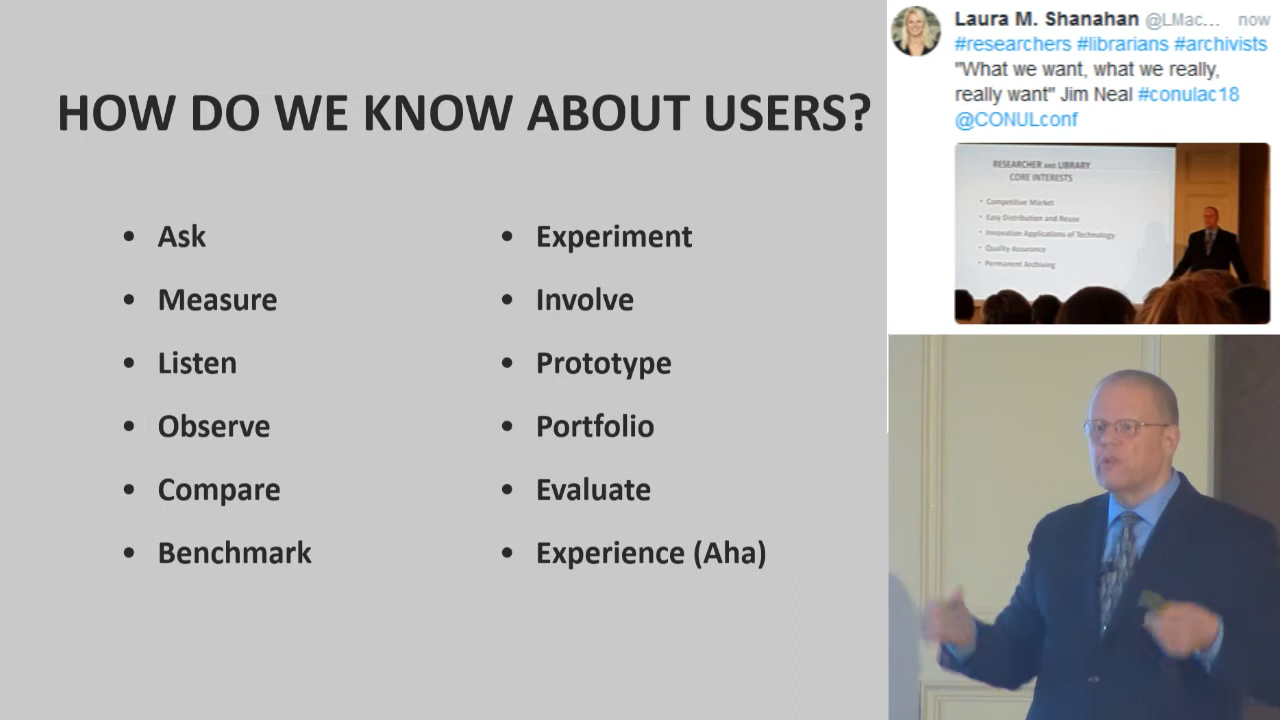 HOW DO WE KNOW ABOUT USERS?
• Ask
• Measure
• Listen
• Observe
• Compare
• Benchmark
• Experiment
• Involve
• Prototype
• Portfolio
• Evaluate
• Experience (Aha)
Laura M. Shanahan @LMac... now
#researchers #librarians #archivists
"What we want, what we really,
really want" Jim Neal #conulac18
@CONULconf
RESEARCHER AND LIBRARY
CORE INTERESTS
• Competitive Market
• Easy Distribution and Reuse
• Innovation Applications of Technology
• Quality Assurance
• Permanent Archiving